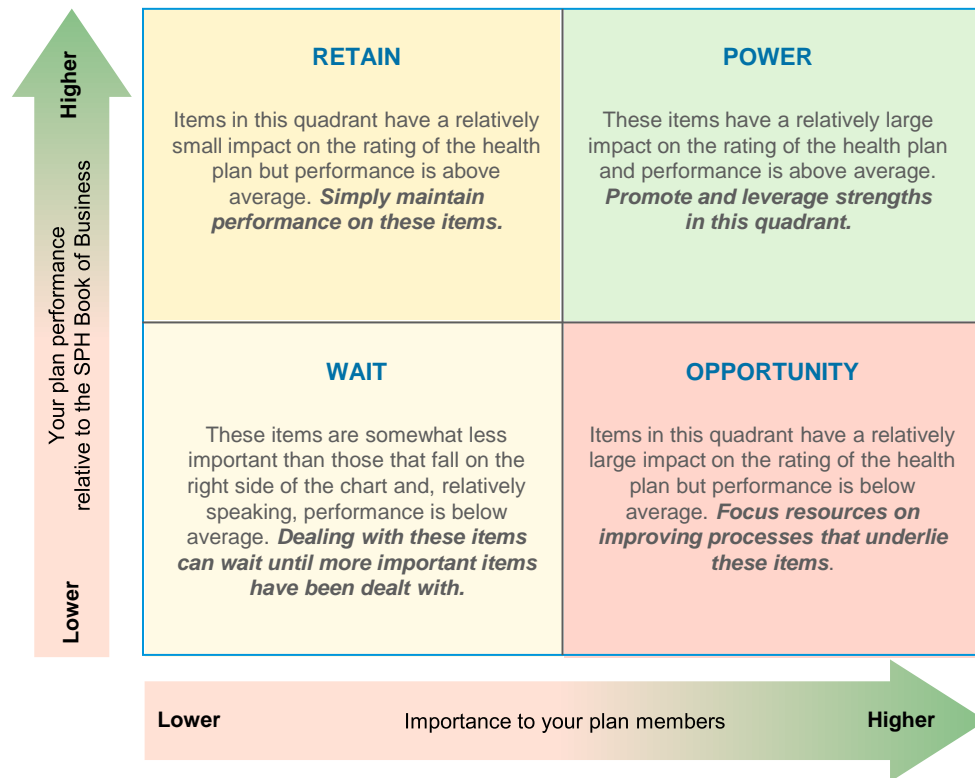 Higher
Your plan performance
relative to the SPH Book of Business
Lower
RETAIN
Items in this quadrant have a relatively
small impact on the rating of the health
plan but performance is above
average. Simply maintain
performance on these items.
POWER
These items have a relatively large
impact on the rating of the health plan
and performance is above average.
Promote and leverage strengths
in this quadrant.
WAIT
These items are somewhat less
important than those that fall on the
right side of the chart and, relatively
speaking, performance is below
average. Dealing with these items
can wait until more important items
have been dealt with.
OPPORTUNITY
Items in this quadrant have a relatively
large impact on the rating of the health
plan but performance is below
average. Focus resources on
improving processes that underlie
these items.
Lower Importance to your plan members Higher